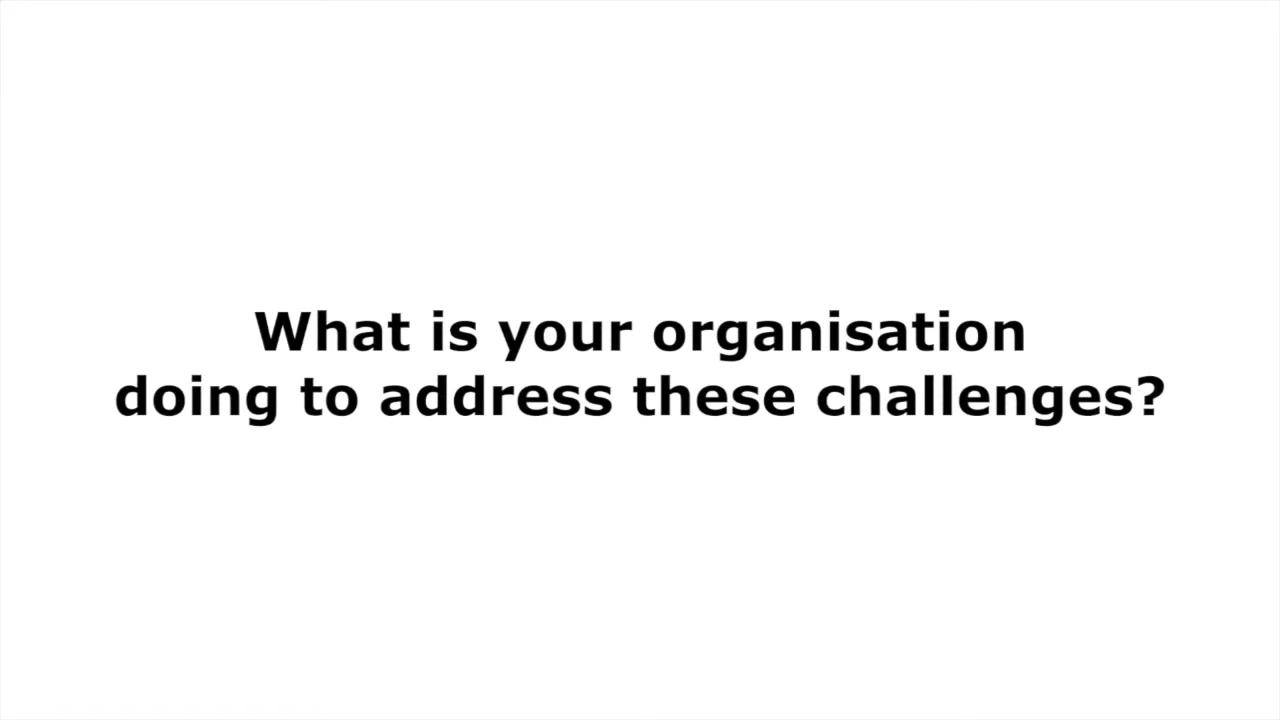 What is your organisation
doing to address these challenges?